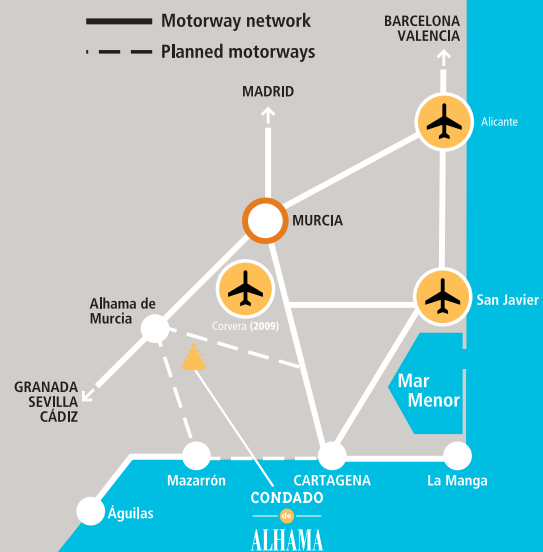 Motorway network
Planned motorways
BARCELONA
VALENCIA
MADRID
Alicante
MURCIA
Alhama de
Murcia
Corvera (2009)
San Javier
GRANADA
SEVILLA
CÁDIZ
Mar
Menor
Mazarrón
CARTAGENA
La Manga
Águilas
CONDADO
de
ALHAMA